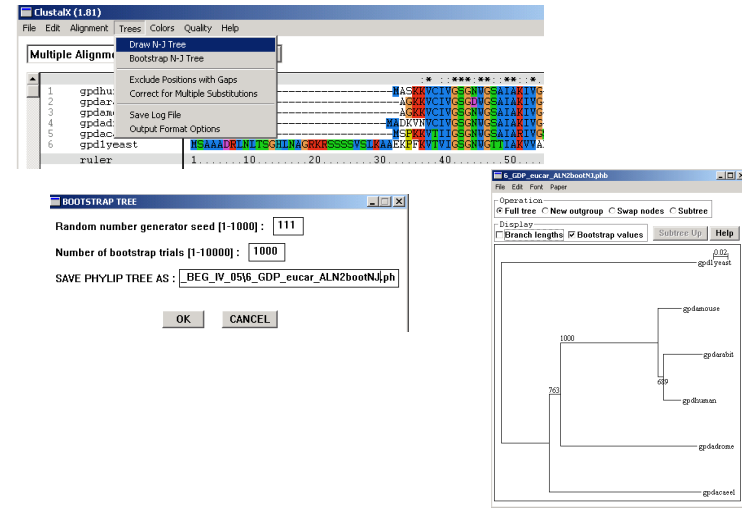 ClustalX (1.81)
File Edit Alignment Trees Colors Quality Help
Draw N-J Tree
Multiple Alignm
Bootstrap N-J Tree
Exclude Positions with Gaps
Correct for Multiple Substitutions
Save Log File
Output Format Options
: * : : * * * : * * : : * * : : * .
1 gpdhu --MASKKVCIVGSGNWGSAIAKIVG
2 gpdar --AGKKVCIVGSGDWGSAIAKIVG
3 gpdam --AGKKVCIVGSGNWGSAIAKIVG
4 gpdad --MADKVNVCIVGSGNWGSAIAKIVG
5 gpdac --MSPKKVTIIGSGNWGSAIARIVG
6 gpd1yeast MSAAADRLNLTSGHLNAGRKRSSSSVSLKAAEKPFKVTVIGSGNWGTTIAKVVA
ruler 1.......10........20........30........40........50....
BOOTSTRAP TREE
Random number generator seed [1-1000] : 111
Number of bootstrap trials [1-10000] : 1000
SAVE PHYLIP TREE AS : _BEG_IV_05\6_GDP_eucar_ALN2bootNJ.ph
OK CANCEL
6_GDP_eucar_ALN2bootNJ.phb
File Edit Font Paper
Operation
Full tree New outgroup Swap nodes Subtree
Display
Branch lengths Bootstrap values Subtree Up Help
0.02
gpd1yeast
gpdamouse
1000
gpdarabit
689
763
gpdhuman
gpdadrome
gpdacaeel